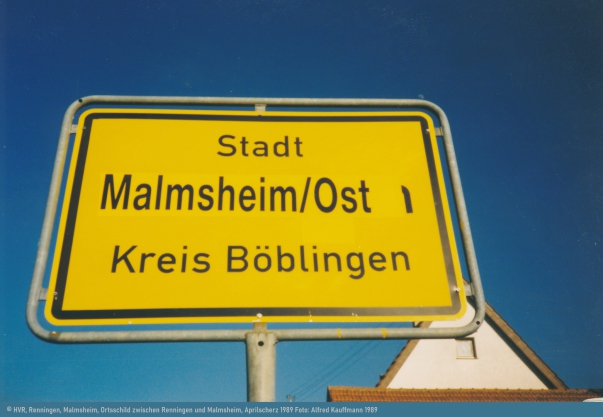 Stadt
Malmsheim/Ost n
Kreis Böblingen
© HVR, Renningen, Malmsheim, Ortsschild zwischen Renningen und Malmsheim, Aprilscherz 1989 Foto: Alfred Kauffmann 1989